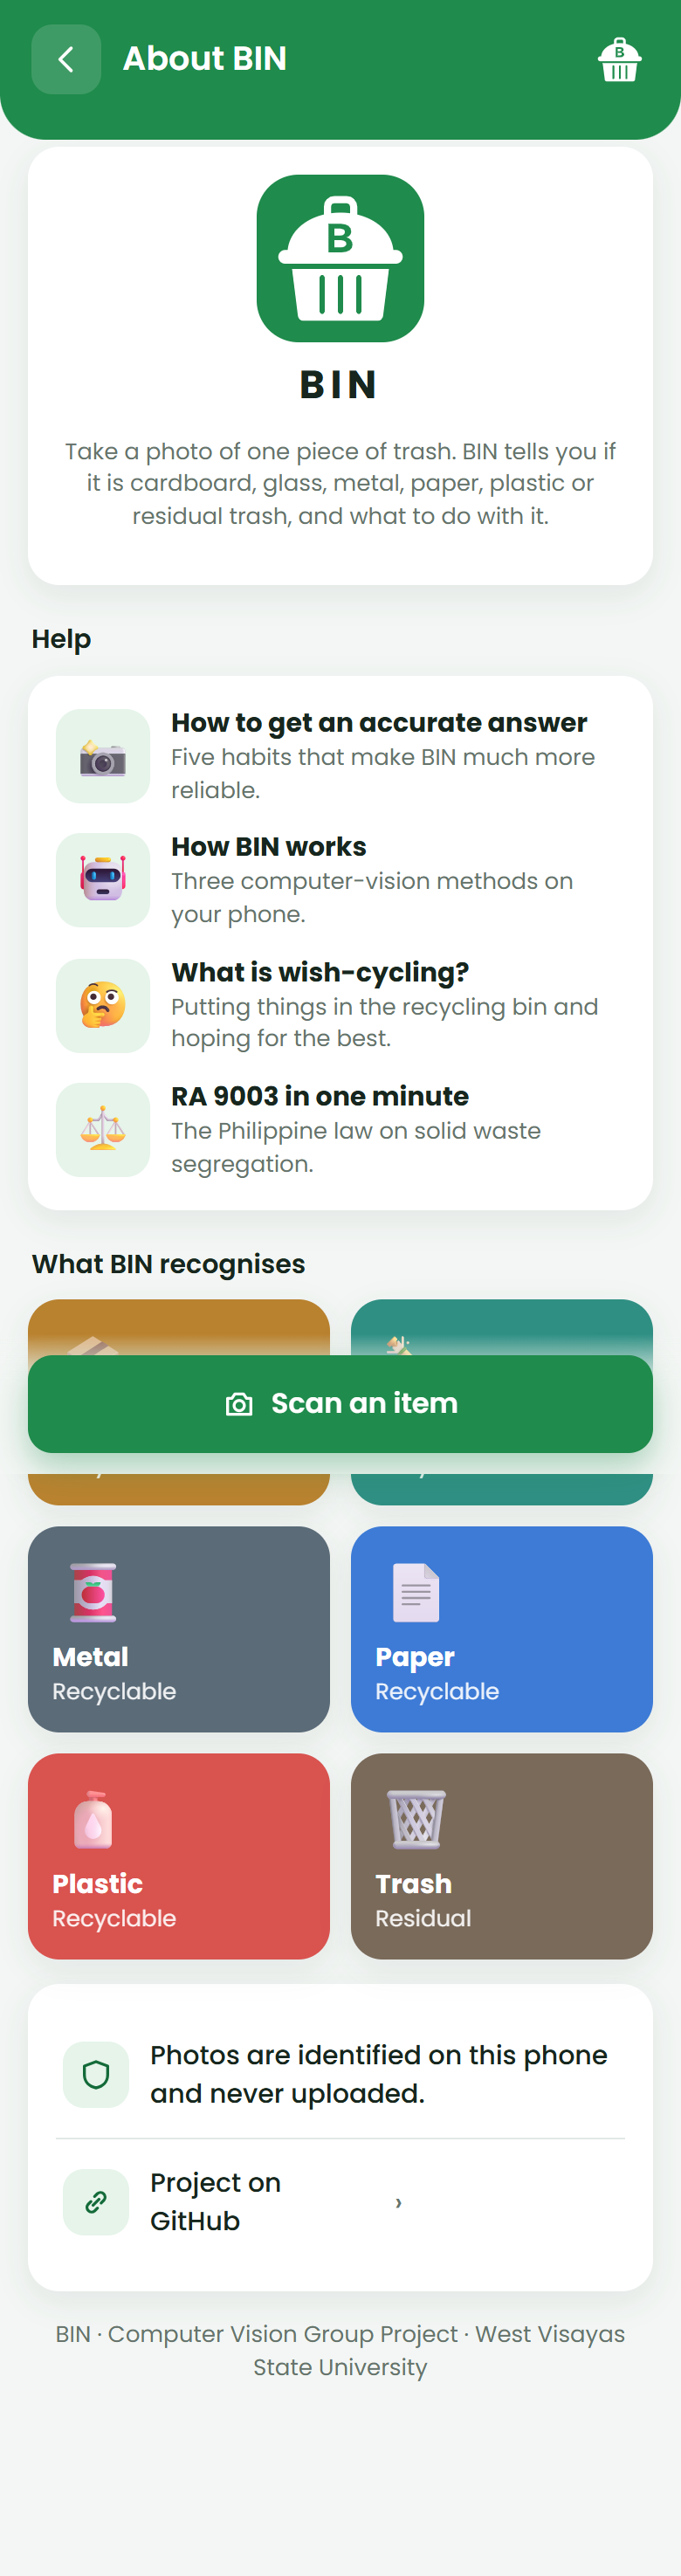 About BIN
B
B
BIN
Take a photo of one piece of trash. BIN tells you if
it is cardboard, glass, metal, paper, plastic or
residual trash, and what to do with it.
Help
How to get an accurate answer
Five habits that make BIN much more
reliable.
How BIN works
Three computer-vision methods on
your phone.
What is wish-cycling?
Putting things in the recycling bin and
hoping for the best.
RA 9003 in one minute
The Philippine law on solid waste
segregation.
What BIN recognises
Scan an item
Metal
Recyclable
Paper
Recyclable
Plastic
Recyclable
Trash
Residual
Photos are identified on this phone
and never uploaded.
Project on
GitHub
BIN · Computer Vision Group Project · West Visayas
State University